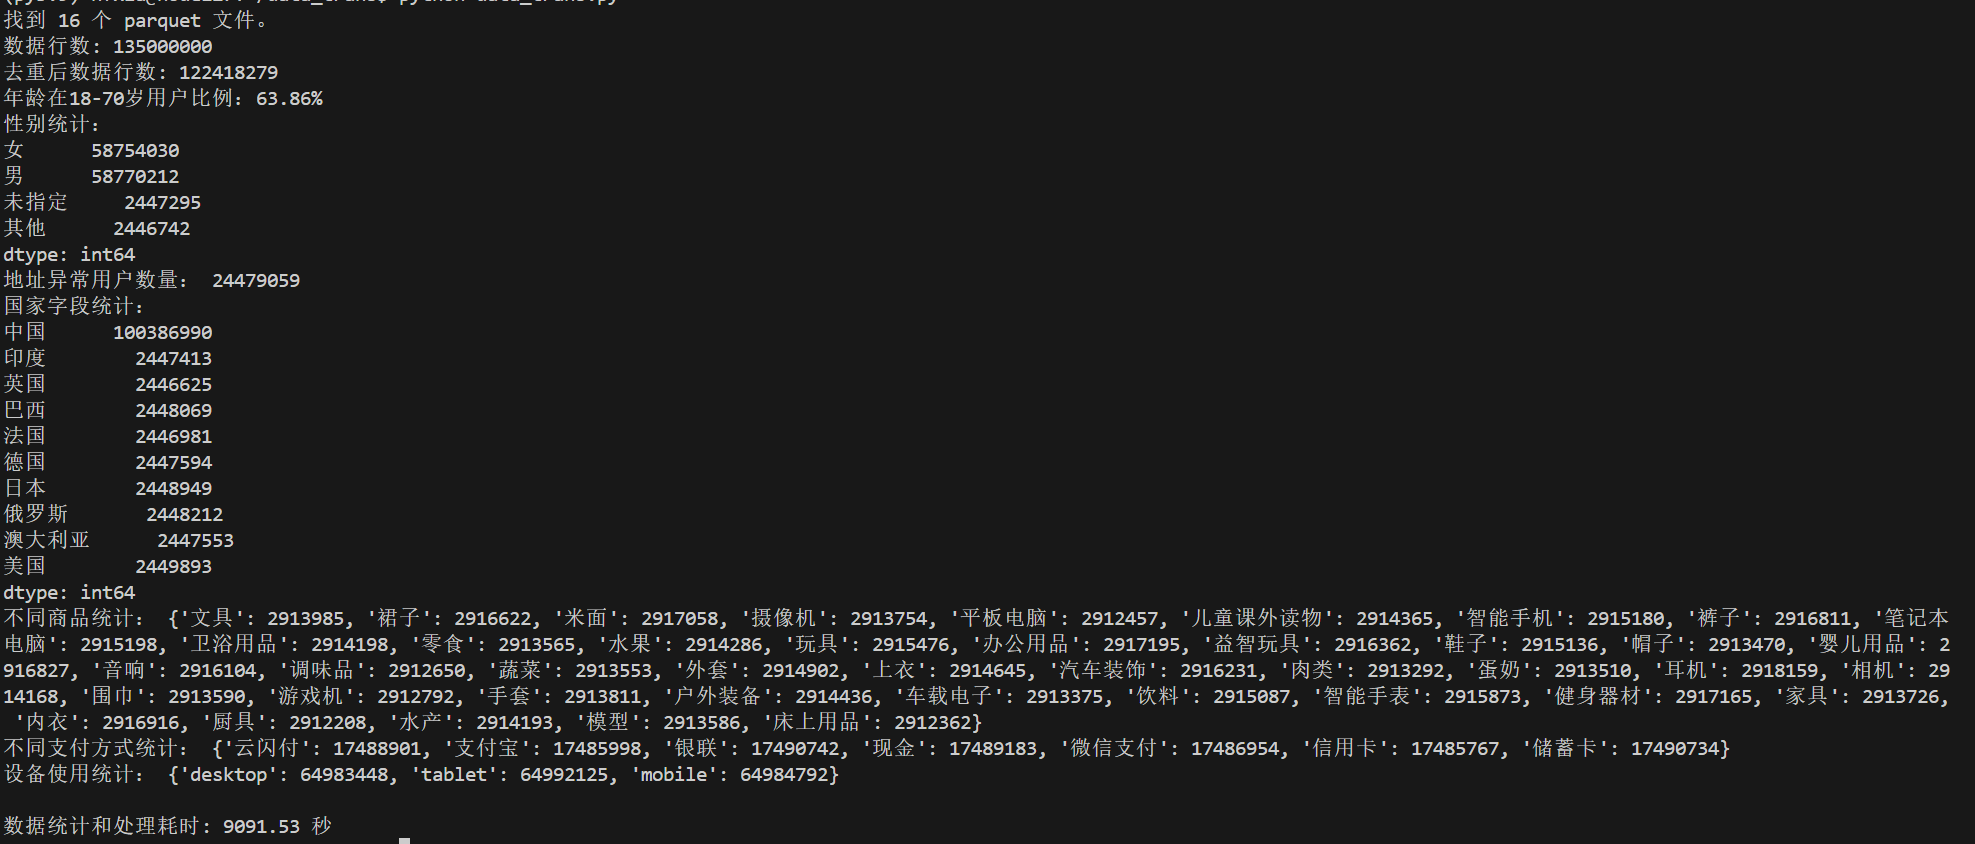 找到 16 个 parquet 文件。
数据行数: 135000000
去重后数据行数: 122418279
年龄在18-70岁用户比例: 63.86%
性别统计:
女      58754030
男      58770212
未指定     2447295
其他      2446742
dtype: int64
地址异常用户数量:  24479059
国家字段统计:
中国      100386990
印度        2447413
英国        2446625
巴西        2448069
法国        2446981
德国        2447594
日本        2448949
俄罗斯       2448212
澳大利亚      2447553
美国        2449893
dtype: int64
不同商品统计:  {'文具': 2913985, '裙子': 2916622, '米面': 2917058, '摄像机': 2913754, '平板电脑': 2912457, '儿童课外读物': 2914365, '智能手机': 2915180, '裤子': 2916811, '笔记本
电脑': 2915198, '卫浴用品': 2914198, '零食': 2913565, '水果': 2914286, '玩具': 2915476, '办公用品': 2917195, '益智玩具': 2916362, '鞋子': 2915136, '帽子': 2913470, '婴儿用品': 2
916827, '音响': 2916104, '调味品': 2912650, '蔬菜': 2913553, '外套': 2914902, '上衣': 2914645, '汽车装饰': 2916231, '肉类': 2913292, '蛋奶': 2913510, '耳机': 2918159, '相机': 29
14168, '围巾': 2913590, '游戏机': 2912792, '手套': 2913811, '户外装备': 2914436, '车载电子': 2913375, '饮料': 2915087, '智能手表': 2915873, '健身器材': 2917165, '家具': 2913726,
 '内衣': 2916916, '厨具': 2912208, '水产': 2914193, '模型': 2913586, '床上用品': 2912362}
不同支付方式统计:  {'云闪付': 17488901, '支付宝': 17485998, '银联': 17490742, '现金': 17489183, '微信支付': 17486954, '信用卡': 17485767, '储蓄卡': 17490734}
设备使用统计:  {'desktop': 64983448, 'tablet': 64992125, 'mobile': 64984792}
数据统计和处理耗时: 9091.53 秒